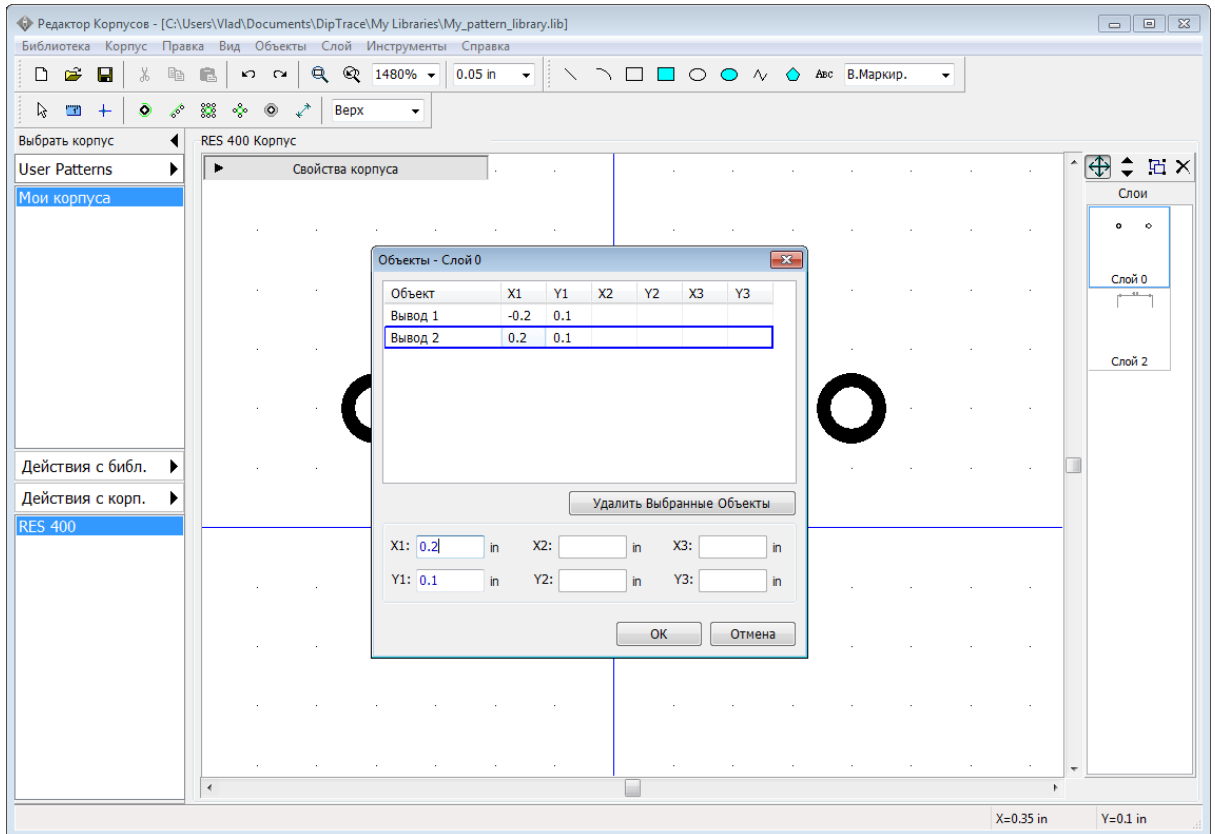 Редактор Корпусов - [C:\Users\Vlad\Documents\DipTrace\My Libraries\My_pattern_library.lib]
Библиотека Корпус Правка Вид Объекты Слой Инструменты Справка
1480% 0.05 in ABC В.Маркир.
Верх
Выбрать корпус
User Patterns
Мои корпуса
Действия с библ.
Действия с корп.
RES 400
RES 400 Корпус
Свойства корпуса
Объекты - Слой 0
Объект X1 Y1 X2 Y2 X3 Y3
Вывод 1 -0.2 0.1
Вывод 2 0.2 0.1
Удалить Выбранные Объекты
X1: 0.2 in X2: in X3: in
Y1: 0.1 in Y2: in Y3: in
OK Отмена
Слои
Слой 0
Слой 2
X=0.35 in Y=0.1 in